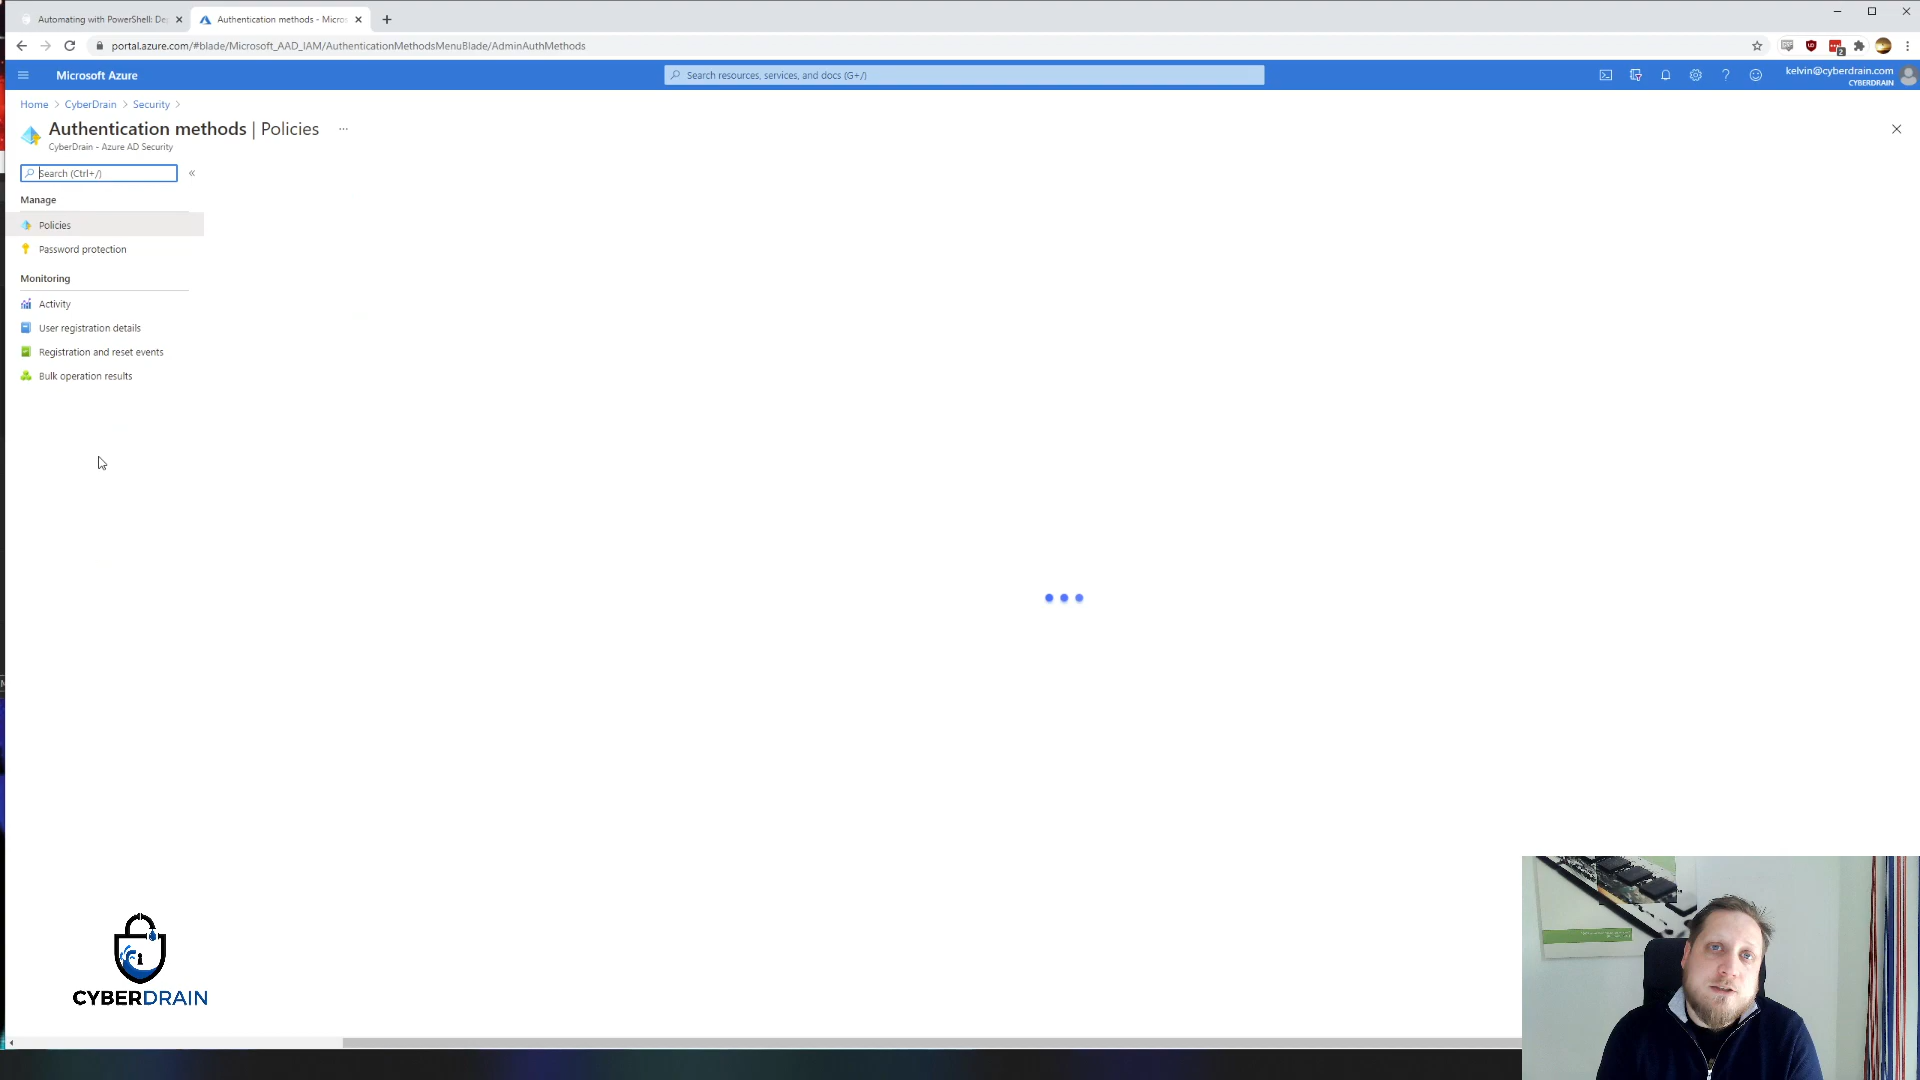 Automating with PowerShell: De
Authentication methods - Micros
portal.azure.com/#blade/Microsoft_AAD_IAM/AuthenticationMethodsMenuBlade/AdminAuthMethods
2
Microsoft Azure
Search resources, services, and docs (G+/)
kelvin@cyberdrain.com
CYBERDRAIN
Home > CyberDrain > Security >
Authentication methods | Policies ...
CyberDrain - Azure AD Security
Search (Ctrl+/)
«
Manage
Policies
Password protection
Monitoring
Activity
User registration details
Registration and reset events
Bulk operation results
CYBERDRAIN